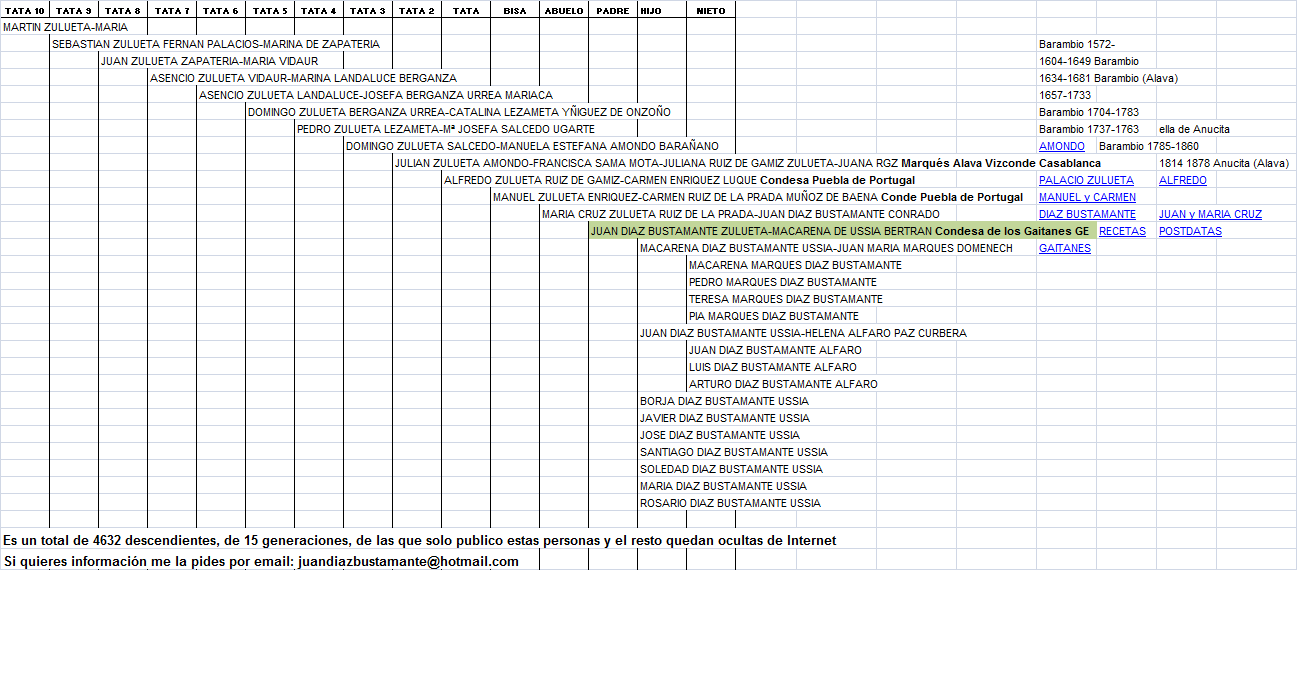 TATA 10 TATA 9 TATA 8 TATA 7 TATA 6 TATA 5 TATA 4 TATA 3 TATA 2 TATA BISA ABUELO PADRE HIJO NIETO
MARTIN ZULUETA-MARIA
SEBASTIAN ZULUETA FERNAN PALACIOS-MARINA DE ZAPATERIA Barambio 1572-
JUAN ZULUETA ZAPATERIA-MARIA VIDAUR 1604-1649 Barambio
ASENCIO ZULUETA VIDAUR-MARINA LANDALUCE BERGANZA 1634-1681 Barambio (Alava)
ASENCIO ZULUETA LANDALUCE-JOSEFA BERGANZA URREA MARIACA 1657-1733
DOMINGO ZULUETA BERGANZA URREA-CATALINA LEZAMETA YÑIGUEZ DE ONZOÑO Barambio 1704-1783
PEDRO ZULUETA LEZAMETA-Mª JOSEFA SALCEDO UGARTE Barambio 1737-1763 ella de Anucita
DOMINGO ZULUETA SALCEDO-MANUELA ESTEFANA AMONDO BARAÑANO AMONDO Barambio 1785-1860
JULIAN ZULUETA AMONDO-FRANCISCA SAMA MOTA-JULIANA RUIZ DE GAMIZ ZULUETA-JUANA RGZ Marqués Alava Vizconde Casablanca 1814 1878 Anucita (Alava)
ALFREDO ZULUETA RUIZ DE GAMIZ-CARMEN ENRIQUEZ LUQUE Condesa Puebla de Portugal PALACIO ZULUETA ALFREDO
MANUEL ZULUETA ENRIQUEZ-CARMEN RUIZ DE LA PRADA MUÑOZ DE BAENA Conde Puebla de Portugal MANUEL y CARMEN
MARIA CRUZ ZULUETA RUIZ DE LA PRADA-JUAN DIAZ BUSTAMANTE CONRADO DIAZ BUSTAMANTE JUAN y MARIA CRUZ
JUAN DIAZ BUSTAMANTE ZULUETA-MACARENA DE USSIA BERTRAN Condesa de los Gaitanes GE RECETAS POSTDATAS
MACARENA DIAZ BUSTAMANTE USSIA-JUAN MARIA MARQUES DOMENECH GAITANES
MACARENA MARQUES DIAZ BUSTAMANTE
PEDRO MARQUES DIAZ BUSTAMANTE
TERESA MARQUES DIAZ BUSTAMANTE
PIA MARQUES DIAZ BUSTAMANTE
JUAN DIAZ BUSTAMANTE USSIA-HELENA ALFARO PAZ CURBERA
JUAN DIAZ BUSTAMANTE ALFARO
LUIS DIAZ BUSTAMANTE ALFARO
ARTURO DIAZ BUSTAMANTE ALFARO
BORJA DIAZ BUSTAMANTE USSIA
JAVIER DIAZ BUSTAMANTE USSIA
JOSE DIAZ BUSTAMANTE USSIA
SANTIAGO DIAZ BUSTAMANTE USSIA
SOLEDAD DIAZ BUSTAMANTE USSIA
MARIA DIAZ BUSTAMANTE USSIA
ROSARIO DIAZ BUSTAMANTE USSIA
Es un total de 4632 descendientes, de 15 generaciones, de las que solo publico estas personas y el resto quedan ocultas de Internet
Si quieres información me la pides por email: juandiazbustamante@hotmail.com